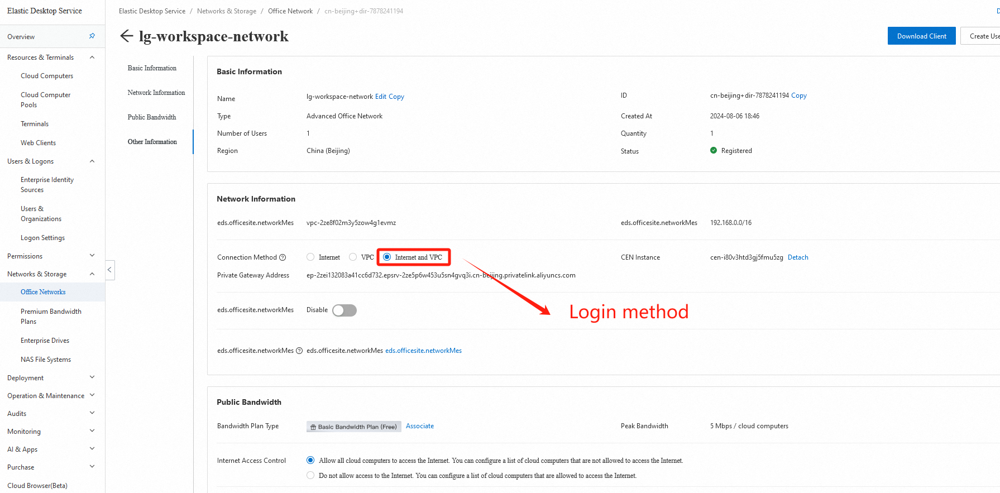 Elastic Desktop Service
Overview
Resources & Terminals
Cloud Computers
Cloud Computer
Pools
Terminals
Web Clients
Users & Logons
Enterprise Identity
Sources
Users &
Organizations
Logon Settings
Permissions
Networks & Storage
Office Networks
Premium Bandwidth
Plans
Enterprise Drives
NAS File Systems
Deployment
Operation & Maintenance
Audits
Monitoring
AI & Apps
Purchase
Cloud Browser(Beta)
Elastic Desktop Service / Networks & Storage / Office Network / cn-beijing+dir-7878241194
lg-workspace-network
Download Client
Create Use
Basic Information
Network Information
Public Bandwidth
Other Information
Basic Information
Name lg-workspace-network Edit Copy
ID cn-beijing+dir-7878241194 Copy
Type Advanced Office Network
Created At 2024-08-06 18:46
Number of Users 1
Quantity 1
Region China (Beijing)
Status Registered
Network Information
eds.officesite.networkMes vpc-2ze8f02m3y5zow4g1evmz
eds.officesite.networkMes 192.168.0.0/16
Connection Method Internet VPC Internet and VPC
CEN Instance cen-i80v3htd3gj5fmu5zg Detach
Private Gateway Address ep-2zei132083a41cc6d732.epsrv-2ze5p6w453u5sn4gvq3i.cn-beijing.privatelink.aliyuncs.com
eds.officesite.networkMes Disable
Login method
eds.officesite.networkMes eds.officesite.networkMes eds.officesite.networkMes
Public Bandwidth
Bandwidth Plan Type Basic Bandwidth Plan (Free) Associate
Peak Bandwidth 5 Mbps / cloud computers
Internet Access Control Allow all cloud computers to access the Internet. You can configure a list of cloud computers that are not allowed to access the Internet.
Do not allow access to the Internet. You can configure a list of cloud computers that are allowed to access the Internet.